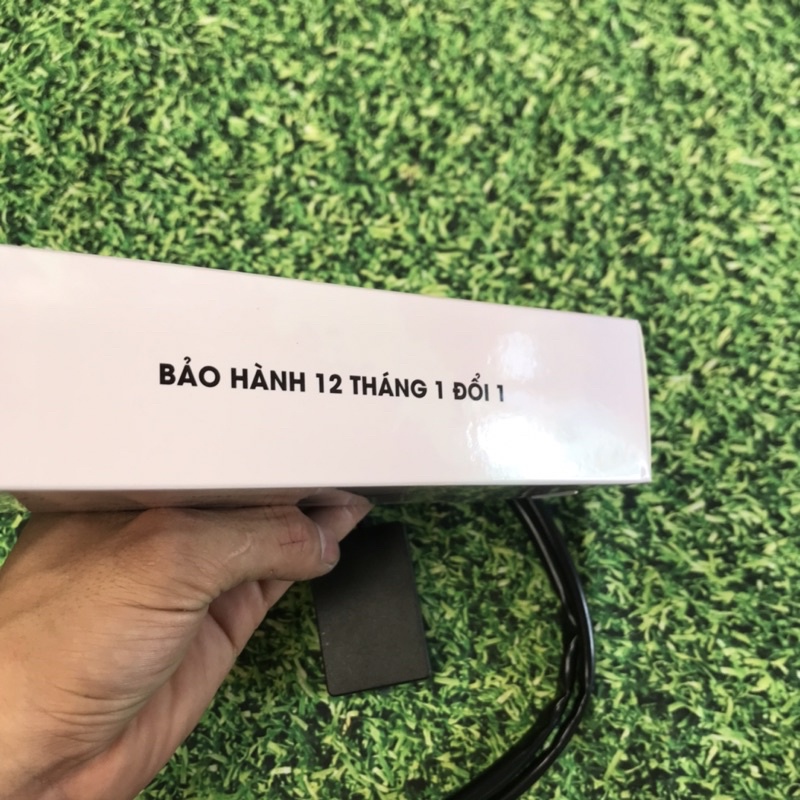 BẢO HÀNH 12 THÁNG 1 ĐỔI 1